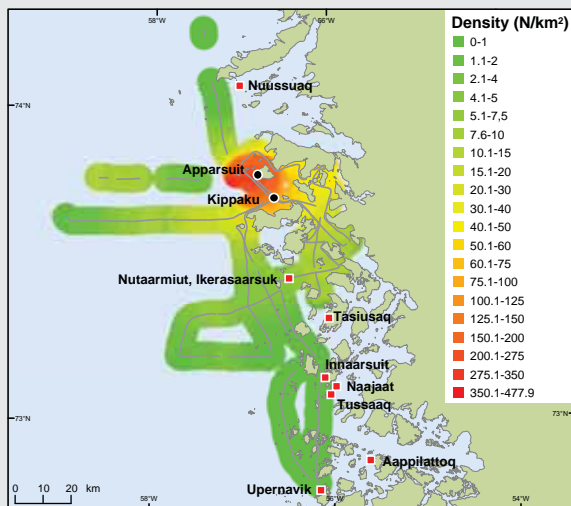 58°W
56°W
Density (N/km²)
0-1
1.1-2
2.1-4
4.1-5
5.1-7,5
7.6-10
10.1-15
15.1-20
20.1-30
30.1-40
40.1-50
50.1-60
60.1-75
75.1-100
100.1-125
125.1-150
150.1-200
200.1-275
275.1-350
350.1-477.9
Nuussuaq
74°N
Apparsuit
Kippaku
Nutaarmiut, Ikerasaarsuk
Tasiusaq
Innaarsuit
Naajaat
Tussaaq
73°N
73°N
Aappilattoq
Upernavik
0 10 20 km
58°W
56°W
54°W